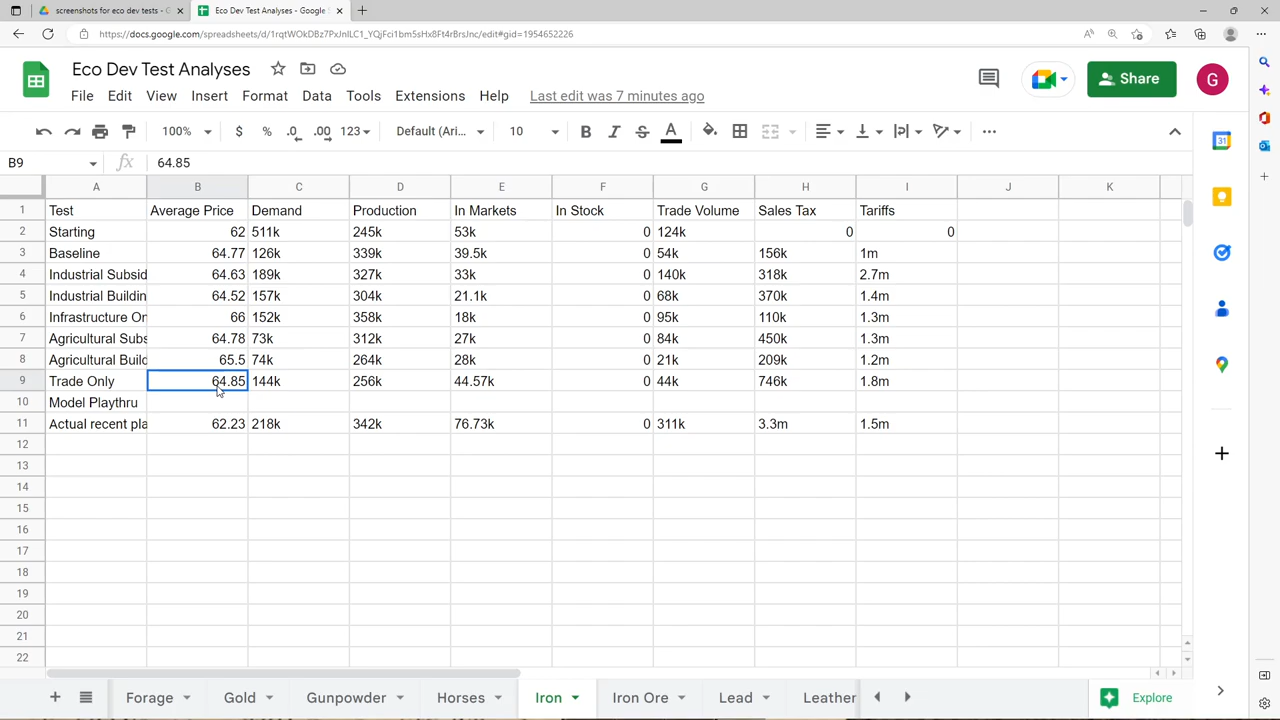 screenshots for eco dev tests - G
Eco Dev Test Analyses - Google S
https://docs.google.com/spreadsheets/d/1rqtWOkDBz7PxJnILC1_YQjFci1bm5sHx8Ft4rBrsJnc/edit#gid=1954652226
Eco Dev Test Analyses
Share
G
File Edit View Insert Format Data Tools Extensions Help Last edit was 7 minutes ago
100% $ % .0 .00 123 Default (Ari... 10 B I S A
B9 fx 64.85
A B C D E F G H I J K
1 Test Average Price Demand Production In Markets In Stock Trade Volume Sales Tax Tariffs
2 Starting 62 511k 245k 53k 0 124k 0 0
3 Baseline 64.77 126k 339k 39.5k 0 54k 156k 1m
4 Industrial Subsid 64.63 189k 327k 33k 0 140k 318k 2.7m
5 Industrial Buildin 64.52 157k 304k 21.1k 0 68k 370k 1.4m
6 Infrastructure On 66 152k 358k 18k 0 95k 110k 1.3m
7 Agricultural Subs 64.78 73k 312k 27k 0 84k 450k 1.3m
8 Agricultural Build 65.5 74k 264k 28k 0 21k 209k 1.2m
9 Trade Only 64.85 144k 256k 44.57k 0 44k 746k 1.8m
10 Model Playthru
11 Actual recent pla 62.23 218k 342k 76.73k 0 311k 3.3m 1.5m
12
13
14
15
16
17
18
19
20
21
22
Forage Gold Gunpowder Horses Iron Iron Ore Lead Leather Explore
31